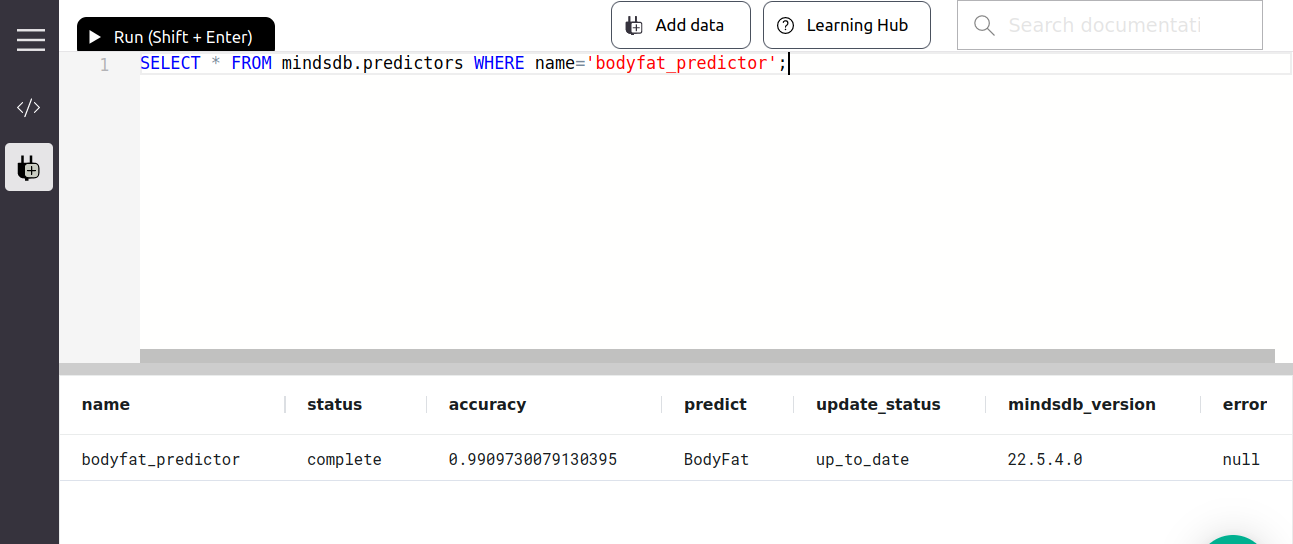 Run (Shift + Enter)
Add data
Learning Hub
Search documentati
1 SELECT * FROM mindsdb.predictors WHERE name='bodyfat_predictor';
name status accuracy predict update_status mindsdb_version error
bodyfat_predictor complete 0.9909730079130395 BodyFat up_to_date 22.5.4.0 null